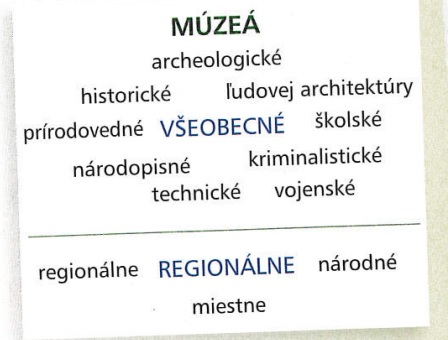 MÚZEÁ
archeologické
historické ľudovej architektúry
prírodovedné VŠEOBECNÉ školské
národopisné kriminalistické
technické vojenské
regionálne REGIONÁLNE národné
miestne